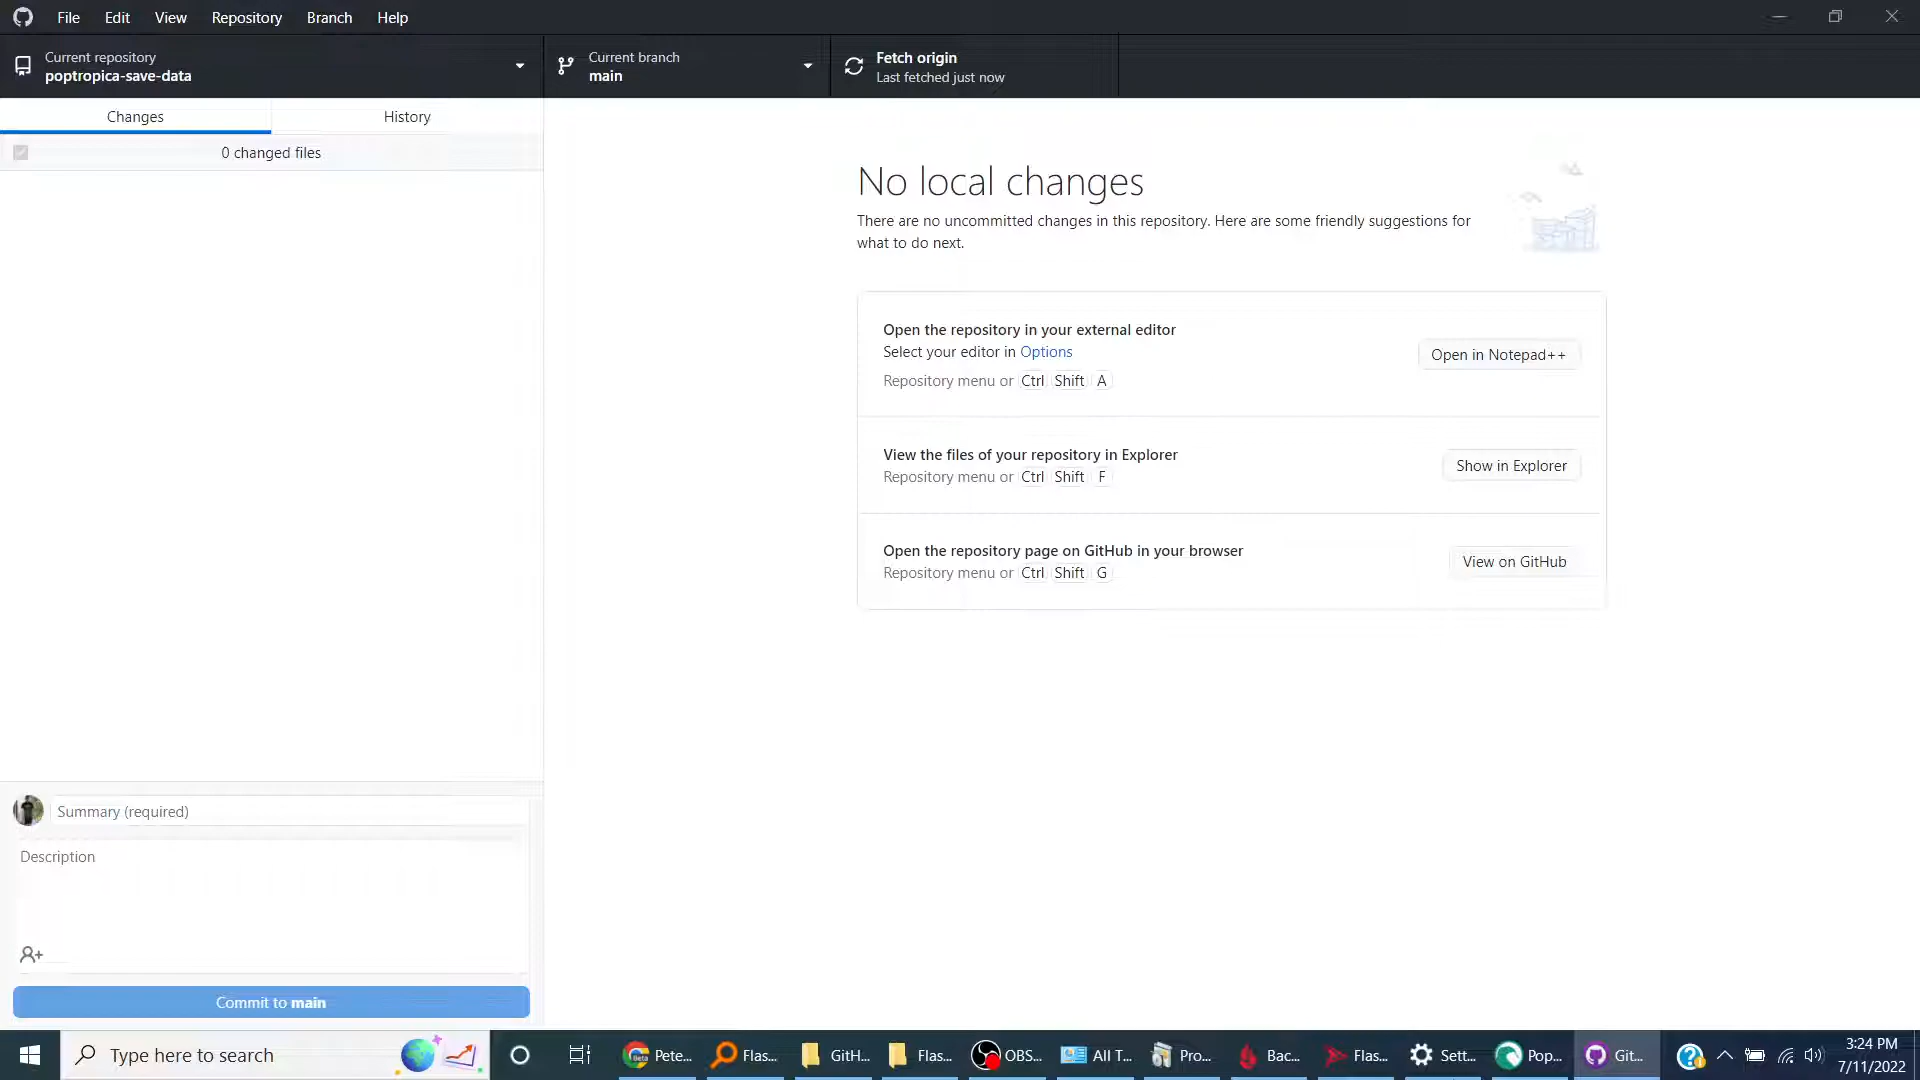 File Edit View Repository Branch Help
Current repository
poptropica-save-data
Current branch
main
Fetch origin
Last fetched just now
Changes
History
0 changed files
No local changes
There are no uncommitted changes in this repository. Here are some friendly suggestions for
what to do next.
Open the repository in your external editor
Select your editor in Options
Repository menu or Ctrl Shift A
Open in Notepad++
View the files of your repository in Explorer
Repository menu or Ctrl Shift F
Show in Explorer
Open the repository page on GitHub in your browser
Repository menu or Ctrl Shift G
View on GitHub
Summary (required)
Description
Commit to main
Type here to search
Pete...
Flas...
GitH...
Flas...
OBS...
All T...
Pro...
Bac...
Flas...
Sett...
Pop...
Git...
3:24 PM
7/11/2022